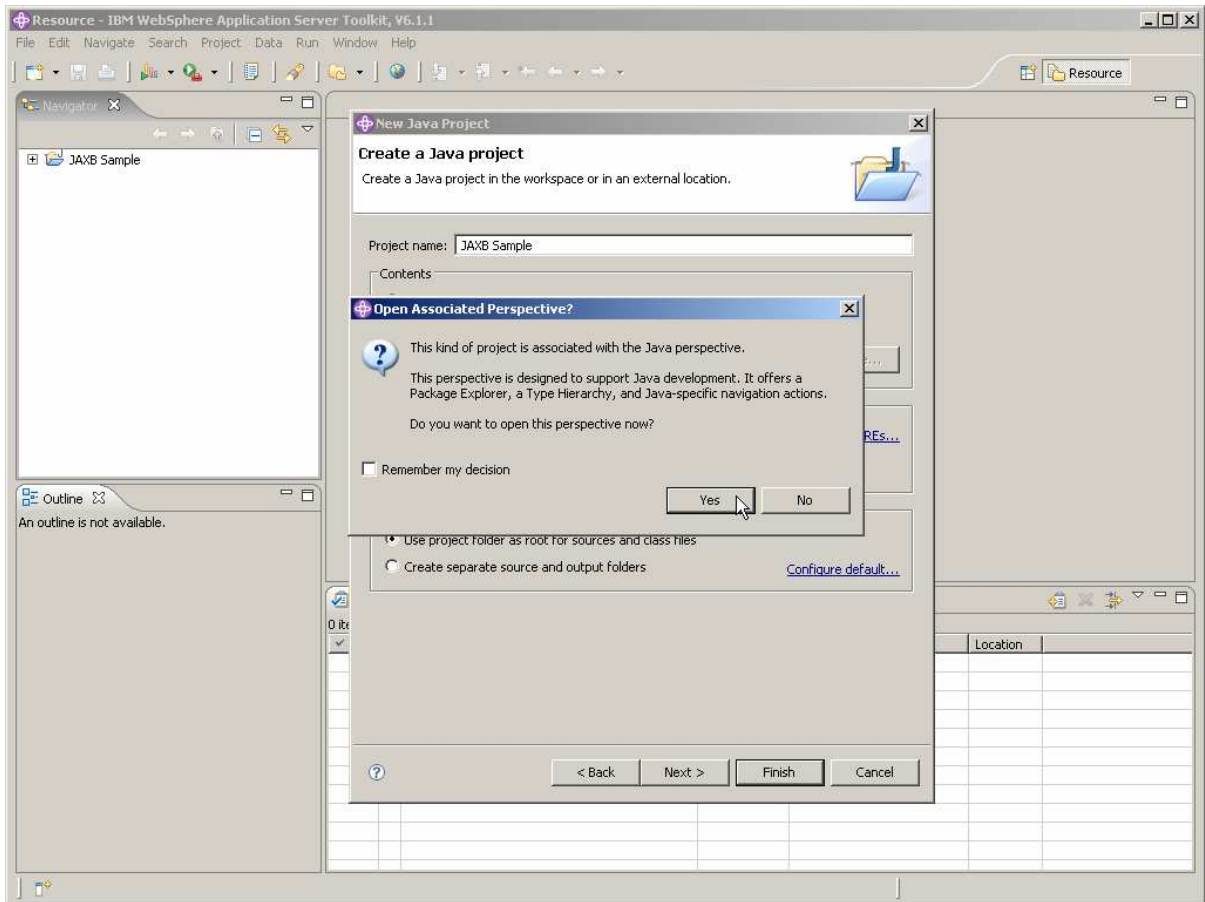 Resource - IBM WebSphere Application Server Toolkit, V6.1.1
File Edit Navigate Search Project Data Run Window Help
Resource
Navigator
JAXB Sample
New Java Project
Create a Java project
Create a Java project in the workspace or in an external location.
Project name: JAXB Sample
Contents
Open Associated Perspective?
This kind of project is associated with the Java perspective.
This perspective is designed to support Java development. It offers a
Package Explorer, a Type Hierarchy, and Java-specific navigation actions.
Do you want to open this perspective now?
REs...
Remember my decision
Yes No
Outline
An outline is not available.
Use project folder as root for sources and class files
Create separate source and output folders Configure default...
0 ite
Location
< Back Next > Finish Cancel